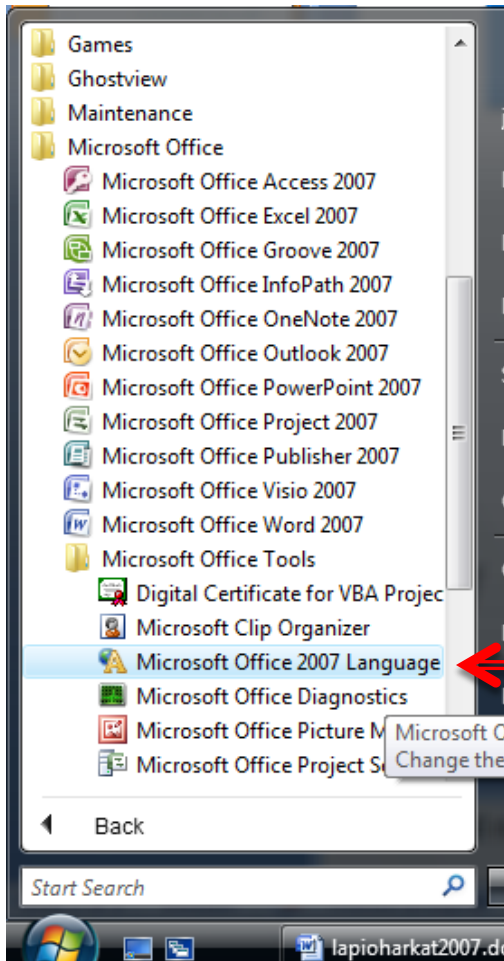 Games
Ghostview
Maintenance
Microsoft Office
Microsoft Office Access 2007
Microsoft Office Excel 2007
Microsoft Office Groove 2007
Microsoft Office InfoPath 2007
Microsoft Office OneNote 2007
Microsoft Office Outlook 2007
Microsoft Office PowerPoint 2007
Microsoft Office Project 2007
Microsoft Office Publisher 2007
Microsoft Office Visio 2007
Microsoft Office Word 2007
Microsoft Office Tools
Digital Certificate for VBA Projec
Microsoft Clip Organizer
Microsoft Office 2007 Language
Microsoft Office Diagnostics
Microsoft Office Picture M
Microsoft Office Project Se
Microsoft O
Change the
Back
Start Search
lapioharkat2007.do